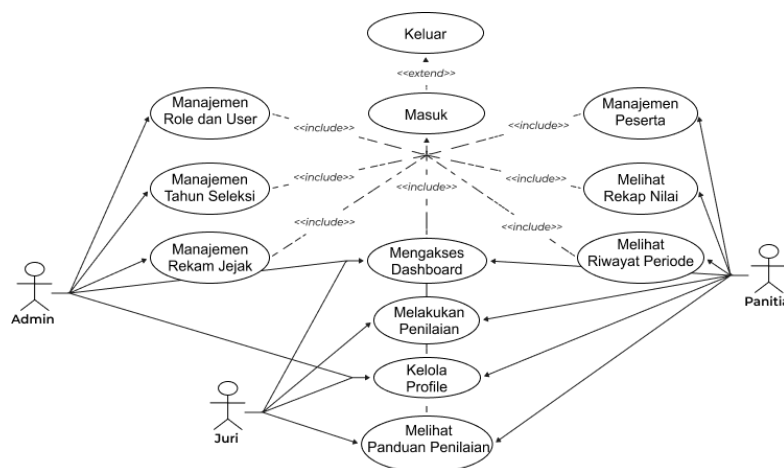 Keluar
<<extend>>
Manajemen
Role dan User
Masuk
Manajemen
Peserta
<<include>>
<<include>>
Manajemen
Tahun Seleksi
<<include>>
<<include>>
<<include>>
Melihat
Rekap Nilai
Manajemen
Rekam Jejak
<<include>>
<<include>>
Mengakses
Dashboard
Melihat
Riwayat Periode
Admin
Panitia
Melakukan
Penilaian
Kelola
Profile
Juri
Melihat
Panduan Penilaian